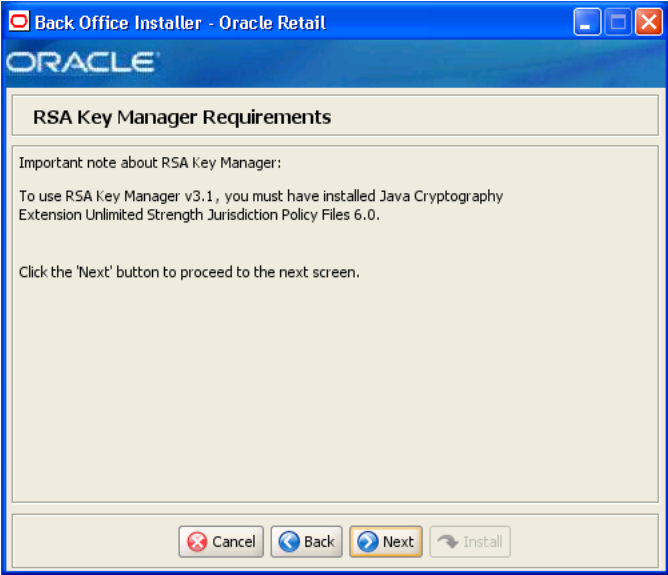 Back Office Installer - Oracle Retail
ORACLE
RSA Key Manager Requirements
Important note about RSA Key Manager:
To use RSA Key Manager v3.1, you must have installed Java Cryptography
Extension Unlimited Strength Jurisdiction Policy Files 6.0.
Click the 'Next' button to proceed to the next screen.
Cancel Back Next Install